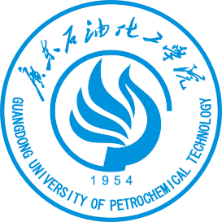 广东石油化工学院
1954
GUANGDONG UNIVERSITY OF PETROCHEMICAL TECHNOLOGY